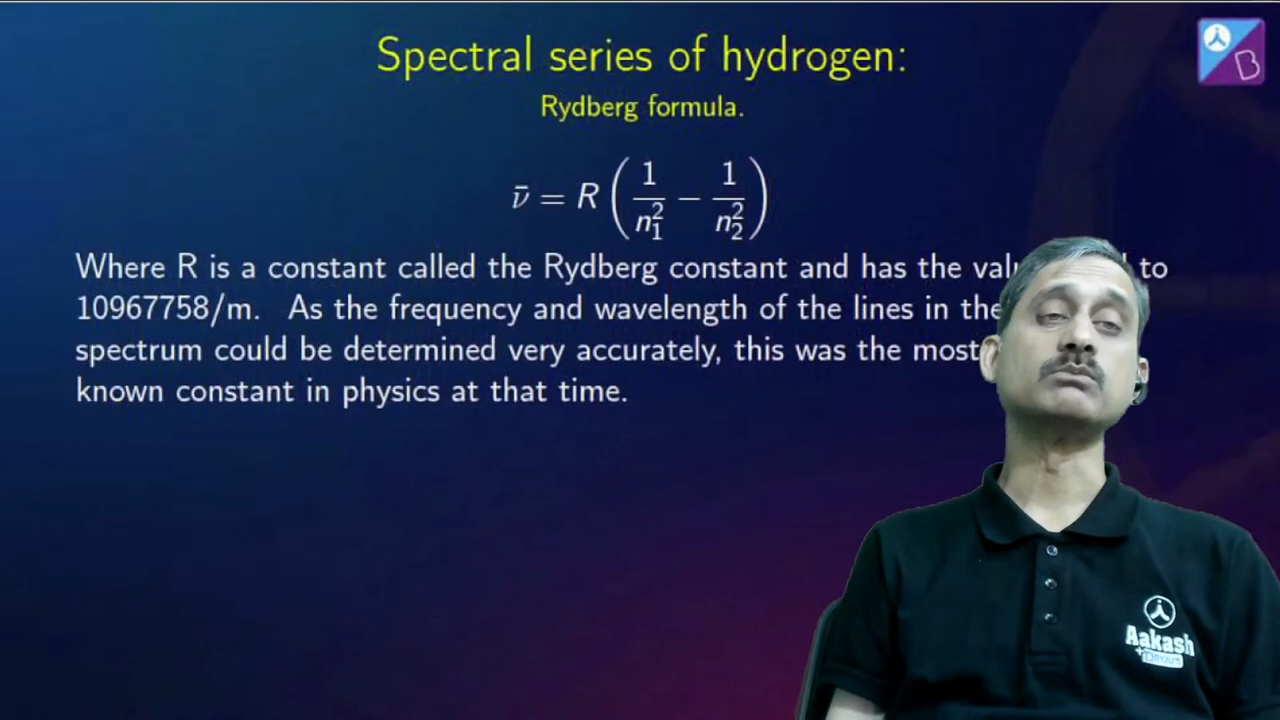 Spectral series of hydrogen:
Rydberg formula.
ν̄ = R (1/n₁² − 1/n₂²)
Where R is a constant called the Rydberg constant and has the to
10967758/m. As the frequency and wavelength of the lines in the
spectrum could be determined very accurately, this was the most
known constant in physics at that time.
B
Aakash